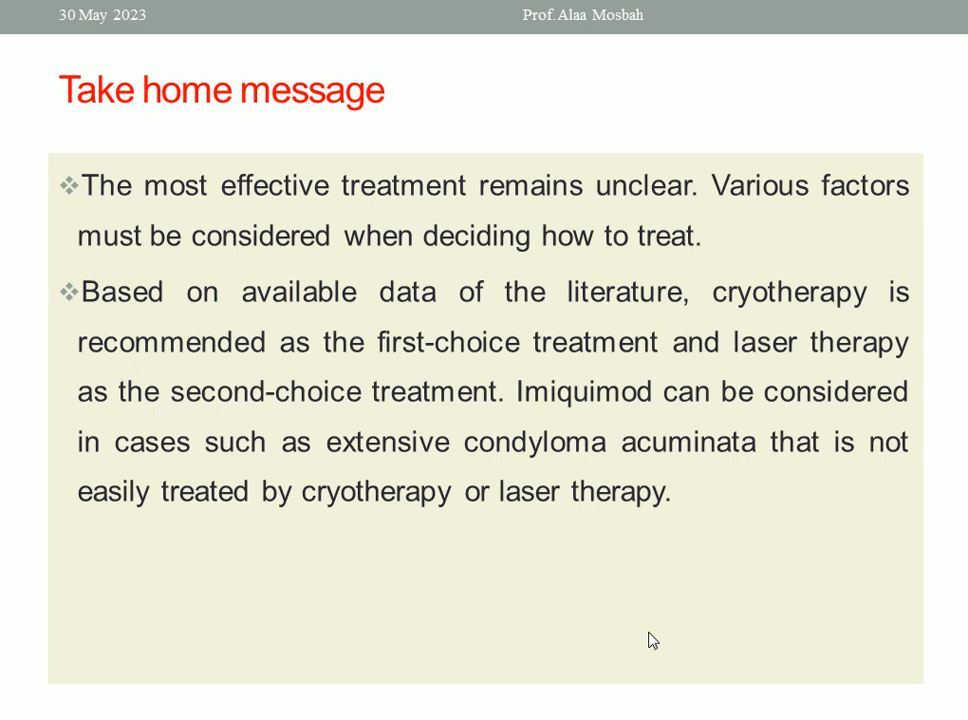 30 May 2023 Prof. Alaa Mosbah
Take home message
❖The most effective treatment remains unclear. Various factors
must be considered when deciding how to treat.
❖Based on available data of the literature, cryotherapy is
recommended as the first-choice treatment and laser therapy
as the second-choice treatment. Imiquimod can be considered
in cases such as extensive condyloma acuminata that is not
easily treated by cryotherapy or laser therapy.